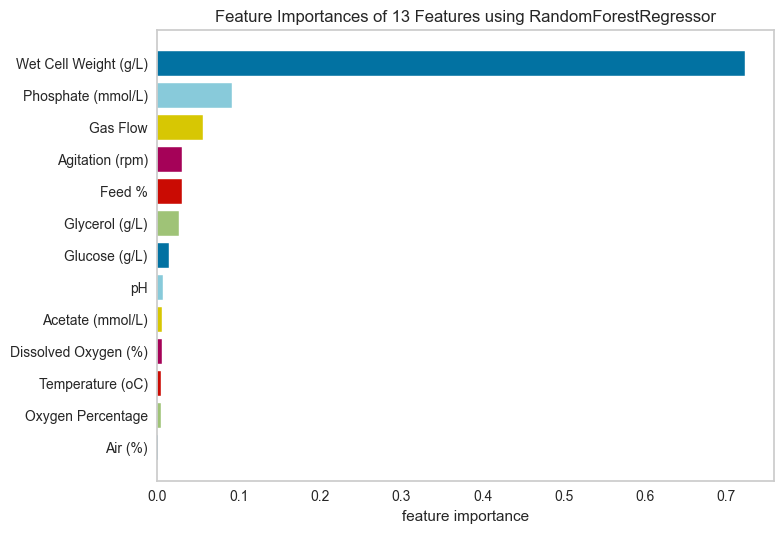 Feature Importances of 13 Features using RandomForestRegressor
Wet Cell Weight (g/L)
Phosphate (mmol/L)
Gas Flow
Agitation (rpm)
Feed %
Glycerol (g/L)
Glucose (g/L)
pH
Acetate (mmol/L)
Dissolved Oxygen (%)
Temperature (oC)
Oxygen Percentage
Air (%)
0.0 0.1 0.2 0.3 0.4 0.5 0.6 0.7
feature importance